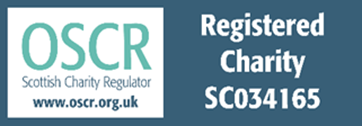 OSCR
Scottish Charity Regulator
www.oscr.org.uk
Registered
Charity
SC034165